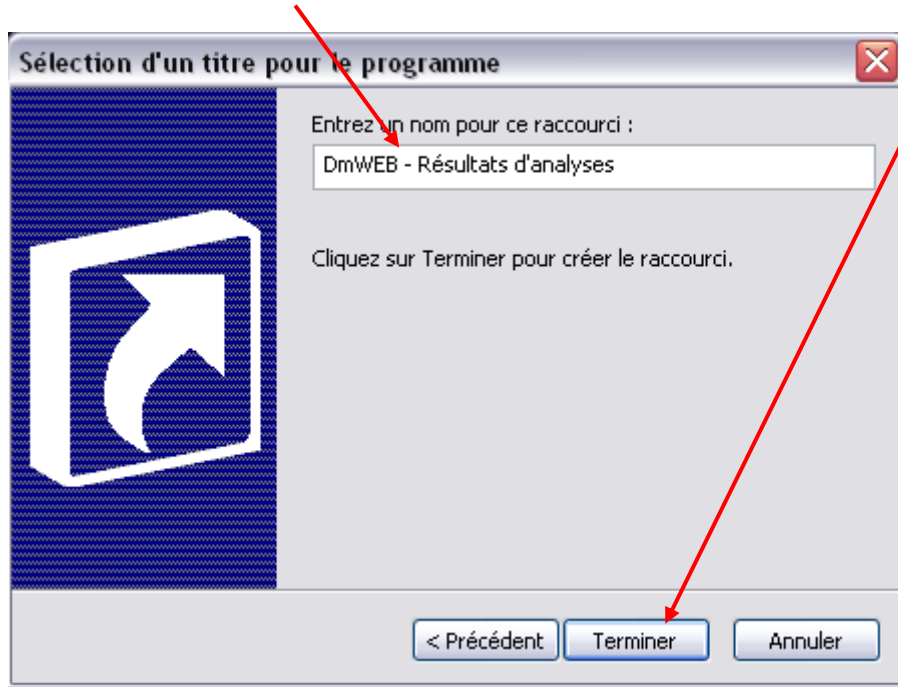 Sélection d'un titre pour le programme
Entrez un nom pour ce raccourci :
DmWEB - Résultats d'analyses
Cliquez sur Terminer pour créer le raccourci.
< Précédent
Terminer
Annuler